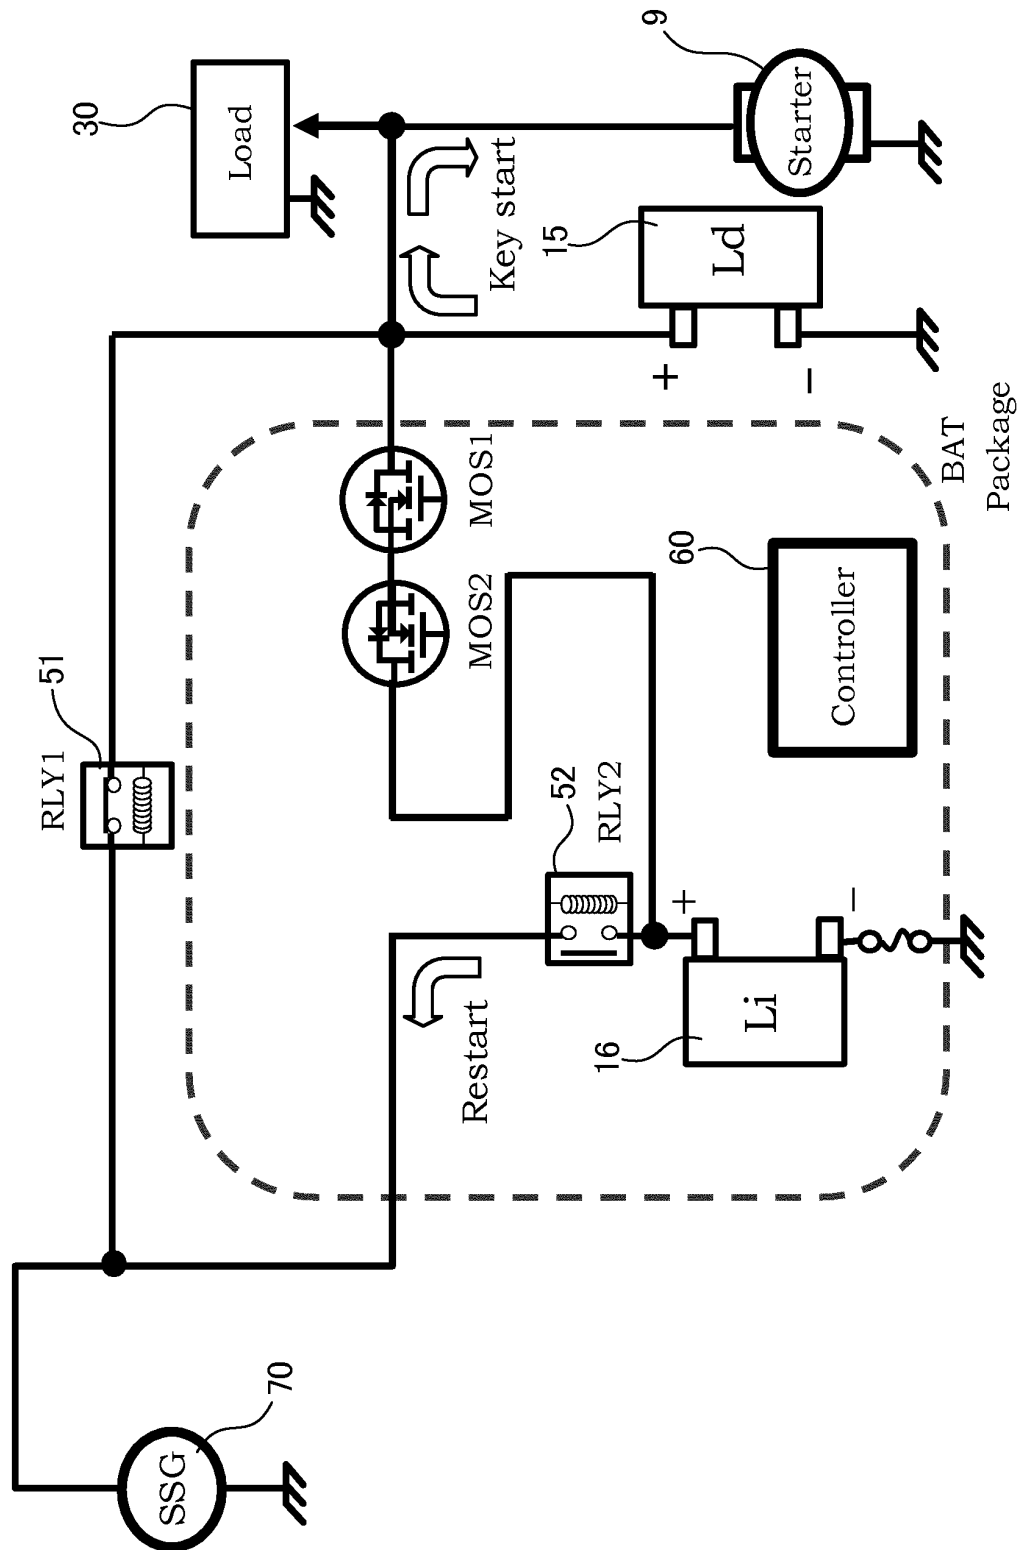 SSG
70
RLY1
51
Load
30
Restart
Key start
MOS2
MOS1
RLY2
52
Li
16
+
−
Controller
60
Ld
15
+
−
Starter
9
BAT
Package